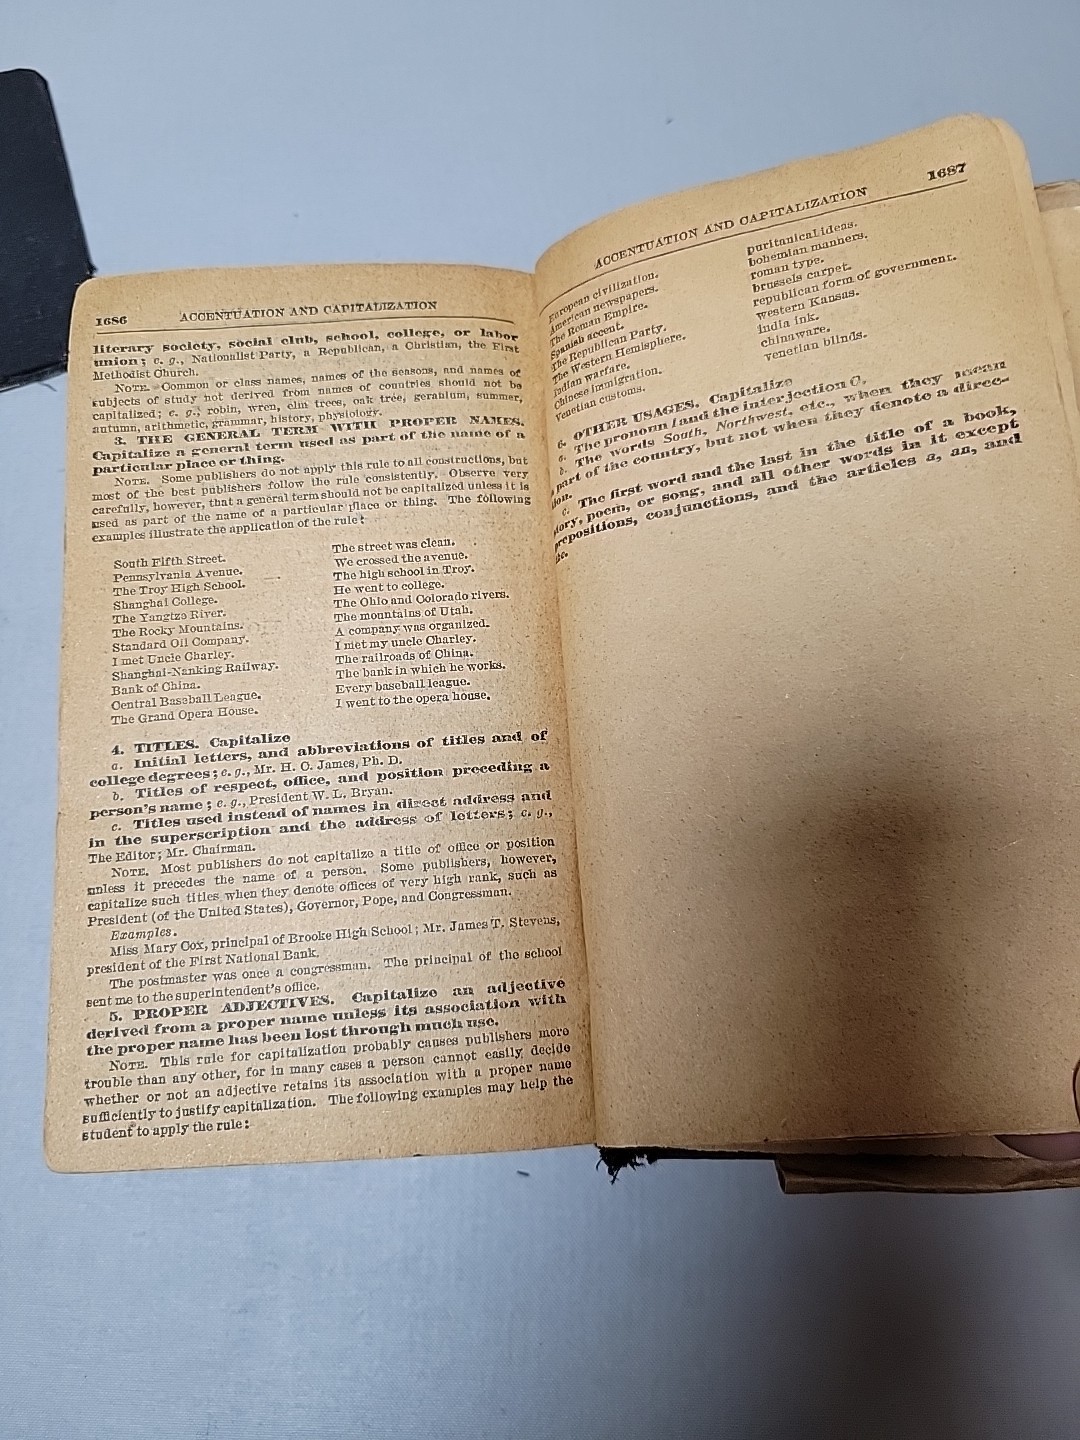 1686 ACCENTUATION AND CAPITALIZATION
literary society, social club, school, college, or labor
union; e. g., Nationalist Party, a Republican, a Christian, the First
Methodist Church.
NOTE. Common or class names, names of the seasons, and names of
subjects of study not derived from names of countries should not be
capitalized; e. g., robin, wren, elm trees, oak tree, geranium, summer,
autumn, arithmetic, grammar, history, physiology.
3. THE GENERAL TERM WITH PROPER NAMES.
Capitalize a general term used as part of the name of a
particular place or thing.
NOTE. Some publishers do not apply this rule to all constructions, but
most of the best publishers follow the rule consistently. Observe very
carefully, however, that a general term should not be capitalized unless it is
used as part of the name of a particular place or thing. The following
examples illustrate the application of the rule:
South Fifth Street. The street was clean.
Pennsylvania Avenue. We crossed the avenue.
The Troy High School. The high school in Troy.
Shanghai College. He went to college.
The Yangtze River. The Ohio and Colorado rivers.
The Rocky Mountains. The mountains of Utah.
Standard Oil Company. A company was organized.
I met Uncle Charley. I met my uncle Charley.
Shanghai-Nanking Railway. The railroads of China.
Bank of China. The bank in which he works.
Central Baseball League. Every baseball league.
The Grand Opera House. I went to the opera house.
4. TITLES. Capitalize
a. Initial letters, and abbreviations of titles and of
college degrees; e. g., Mr. H. C. James, Ph. D.
b. Titles of respect, office, and position preceding a
person's name; e. g., President W. L. Bryan.
c. Titles used instead of names in direct address and
in the superscription and the address of letters; e. g.,
The Editor; Mr. Chairman.
NOTE. Most publishers do not capitalize a title of office or position
unless it precedes the name of a person. Some publishers, however,
capitalize such titles when they denote offices of very high rank, such as
President (of the United States), Governor, Pope, and Congressman.
Examples.
Miss Mary Cox, principal of Brooke High School; Mr. James T. Stevens,
president of the First National Bank.
The postmaster was once a congressman. The principal of the school
sent me to the superintendent's office.
5. PROPER ADJECTIVES. Capitalize an adjective
derived from a proper name unless its association with
the proper name has been lost through much use.
NOTE. This rule for capitalization probably causes publishers more
trouble than any other, for in many cases a person cannot easily decide
whether or not an adjective retains its association with a proper name
sufficiently to justify capitalization. The following examples may help the
student to apply the rule:
ACCENTUATION AND CAPITALIZATION 1687
European civilization. puritanical ideas.
American newspapers. bohemian manners.
The Roman Empire. roman type.
Spanish accent. brussels carpet.
The Republican Party. republican form of government.
The Western Hemisphere. western Kansas.
Indian warfare. india ink.
Chinese immigration. chinaware.
Venetian customs. venetian blinds.
6. OTHER USAGES. Capitalize
a. The pronoun I and the interjection O.
b. The words South, Northwest, etc., when they mean
a part of the country, but not when they denote a direc-
tion.
c. The first word and the last in the title of a book,
story, poem, or song, and all other words in it except
prepositions, conjunctions, and the articles a, an, and
the.